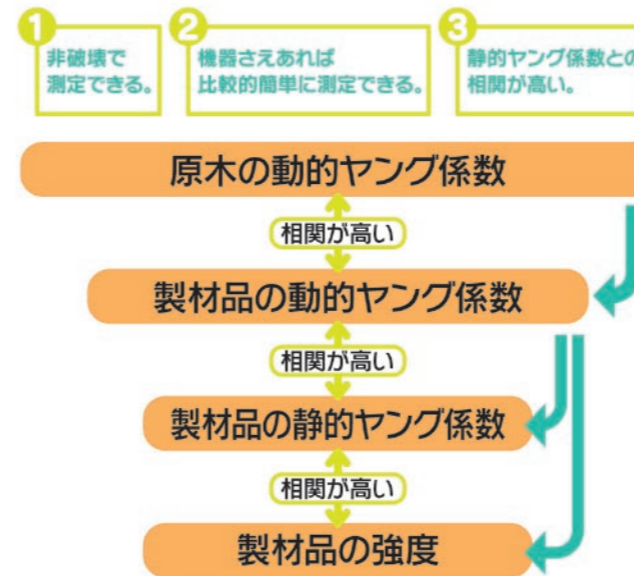 1
非破壊で
測定できる。
2
機器さえあれば
比較的簡単に測定できる。
3
静的ヤング係数との
相関が高い。
原木の動的ヤング係数
相関が高い
製材品の動的ヤング係数
相関が高い
製材品の静的ヤング係数
相関が高い
製材品の強度